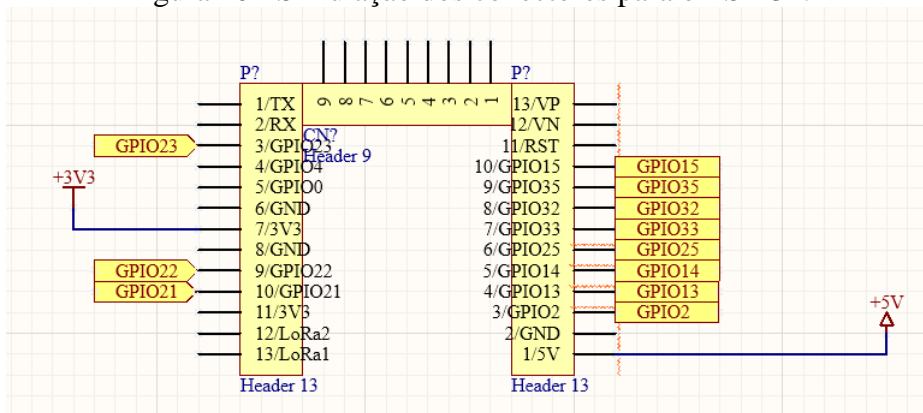 P?
9 8 7 6 5 4 3 2 1
P?
1/TX
2/RX
3/GPIO23
4/GPIO4
5/GPIO0
6/GND
7/3V3
8/GND
9/GPIO22
10/GPIO21
11/3V3
12/LoRa2
13/LoRa1
Header 13
CN?
Header 9
GPIO23
+3V3
GPIO22
GPIO21
13/VP
12/VN
11/RST
10/GPIO15
9/GPIO35
8/GPIO32
7/GPIO33
6/GPIO25
5/GPIO14
4/GPIO13
3/GPIO2
2/GND
1/5V
Header 13
GPIO15
GPIO35
GPIO32
GPIO33
GPIO25
GPIO14
GPIO13
GPIO2
+5V